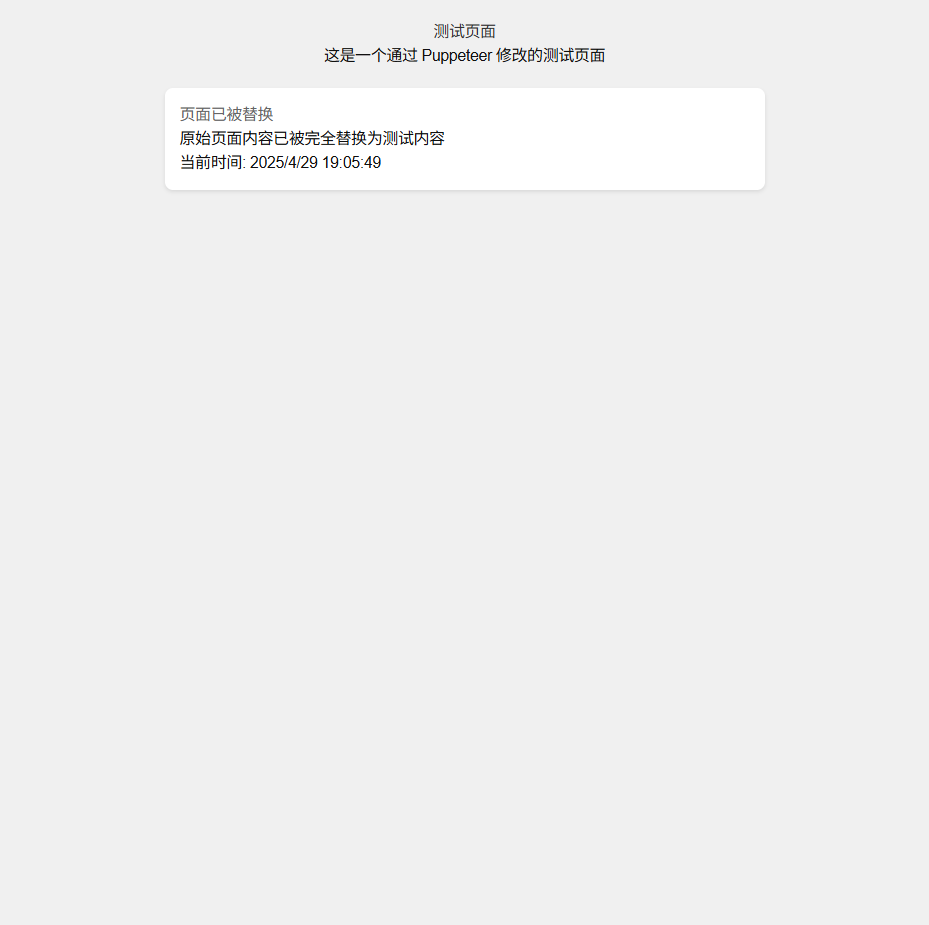 测试页面
这是一个通过 Puppeteer 修改的测试页面
页面已被替换
原始页面内容已被完全替换为测试内容
当前时间: 2025/4/29 19:05:49